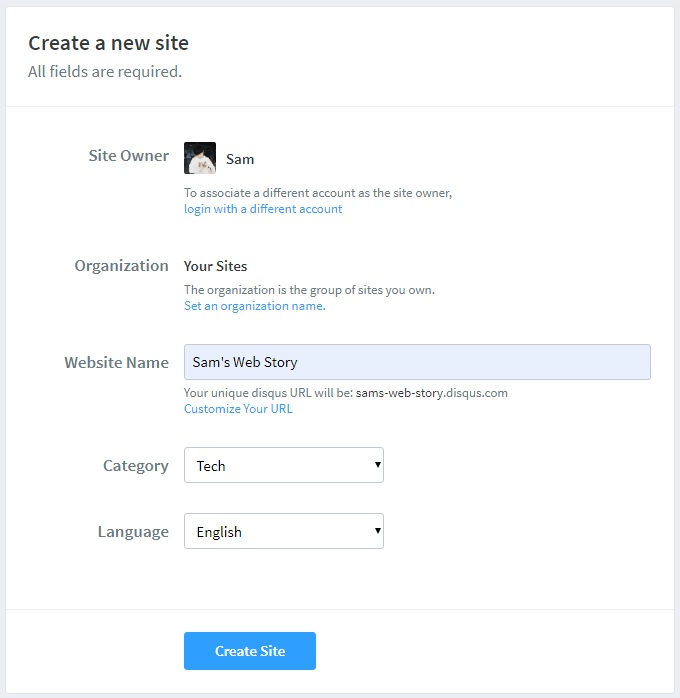 Create a new site
All fields are required.
Site Owner
Sam
To associate a different account as the site owner,
login with a different account
Organization
Your Sites
The organization is the group of sites you own.
Set an organization name.
Website Name
Sam's Web Story
Your unique disqus URL will be: sams-web-story.disqus.com
Customize Your URL
Category
Tech
Language
English
Create Site